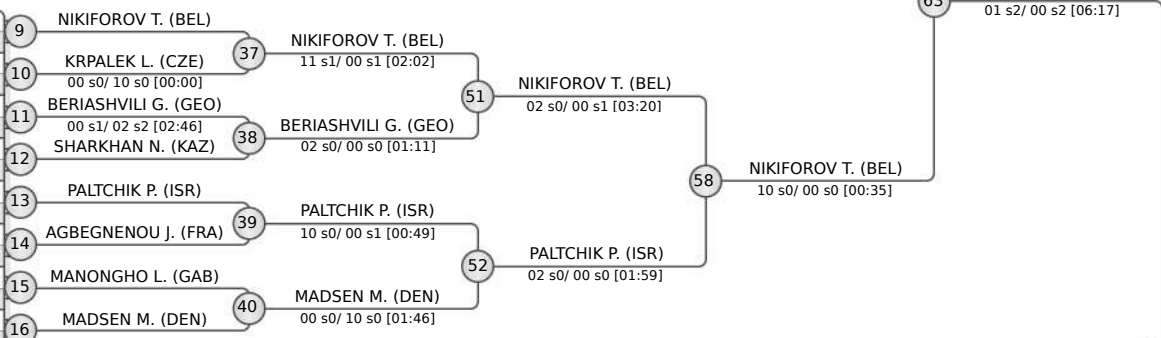 9
NIKIFOROV T. (BEL)
10
KRPALEK L. (CZE)
00 s0/ 10 s0 [00:00]
11
BERIASHVILI G. (GEO)
00 s1/ 02 s2 [02:46]
12
SHARKHAN N. (KAZ)
13
PALTCHIK P. (ISR)
14
AGBEGNENOU J. (FRA)
15
MANONGHO L. (GAB)
16
MADSEN M. (DEN)
37
NIKIFOROV T. (BEL)
11 s1/ 00 s1 [02:02]
38
BERIASHVILI G. (GEO)
02 s0/ 00 s0 [01:11]
39
PALTCHIK P. (ISR)
10 s0/ 00 s1 [00:49]
40
MADSEN M. (DEN)
00 s0/ 10 s0 [01:46]
51
NIKIFOROV T. (BEL)
02 s0/ 00 s1 [03:20]
52
PALTCHIK P. (ISR)
02 s0/ 00 s0 [01:59]
58
NIKIFOROV T. (BEL)
10 s0/ 00 s0 [00:35]
63
01 s2/ 00 s2 [06:17]